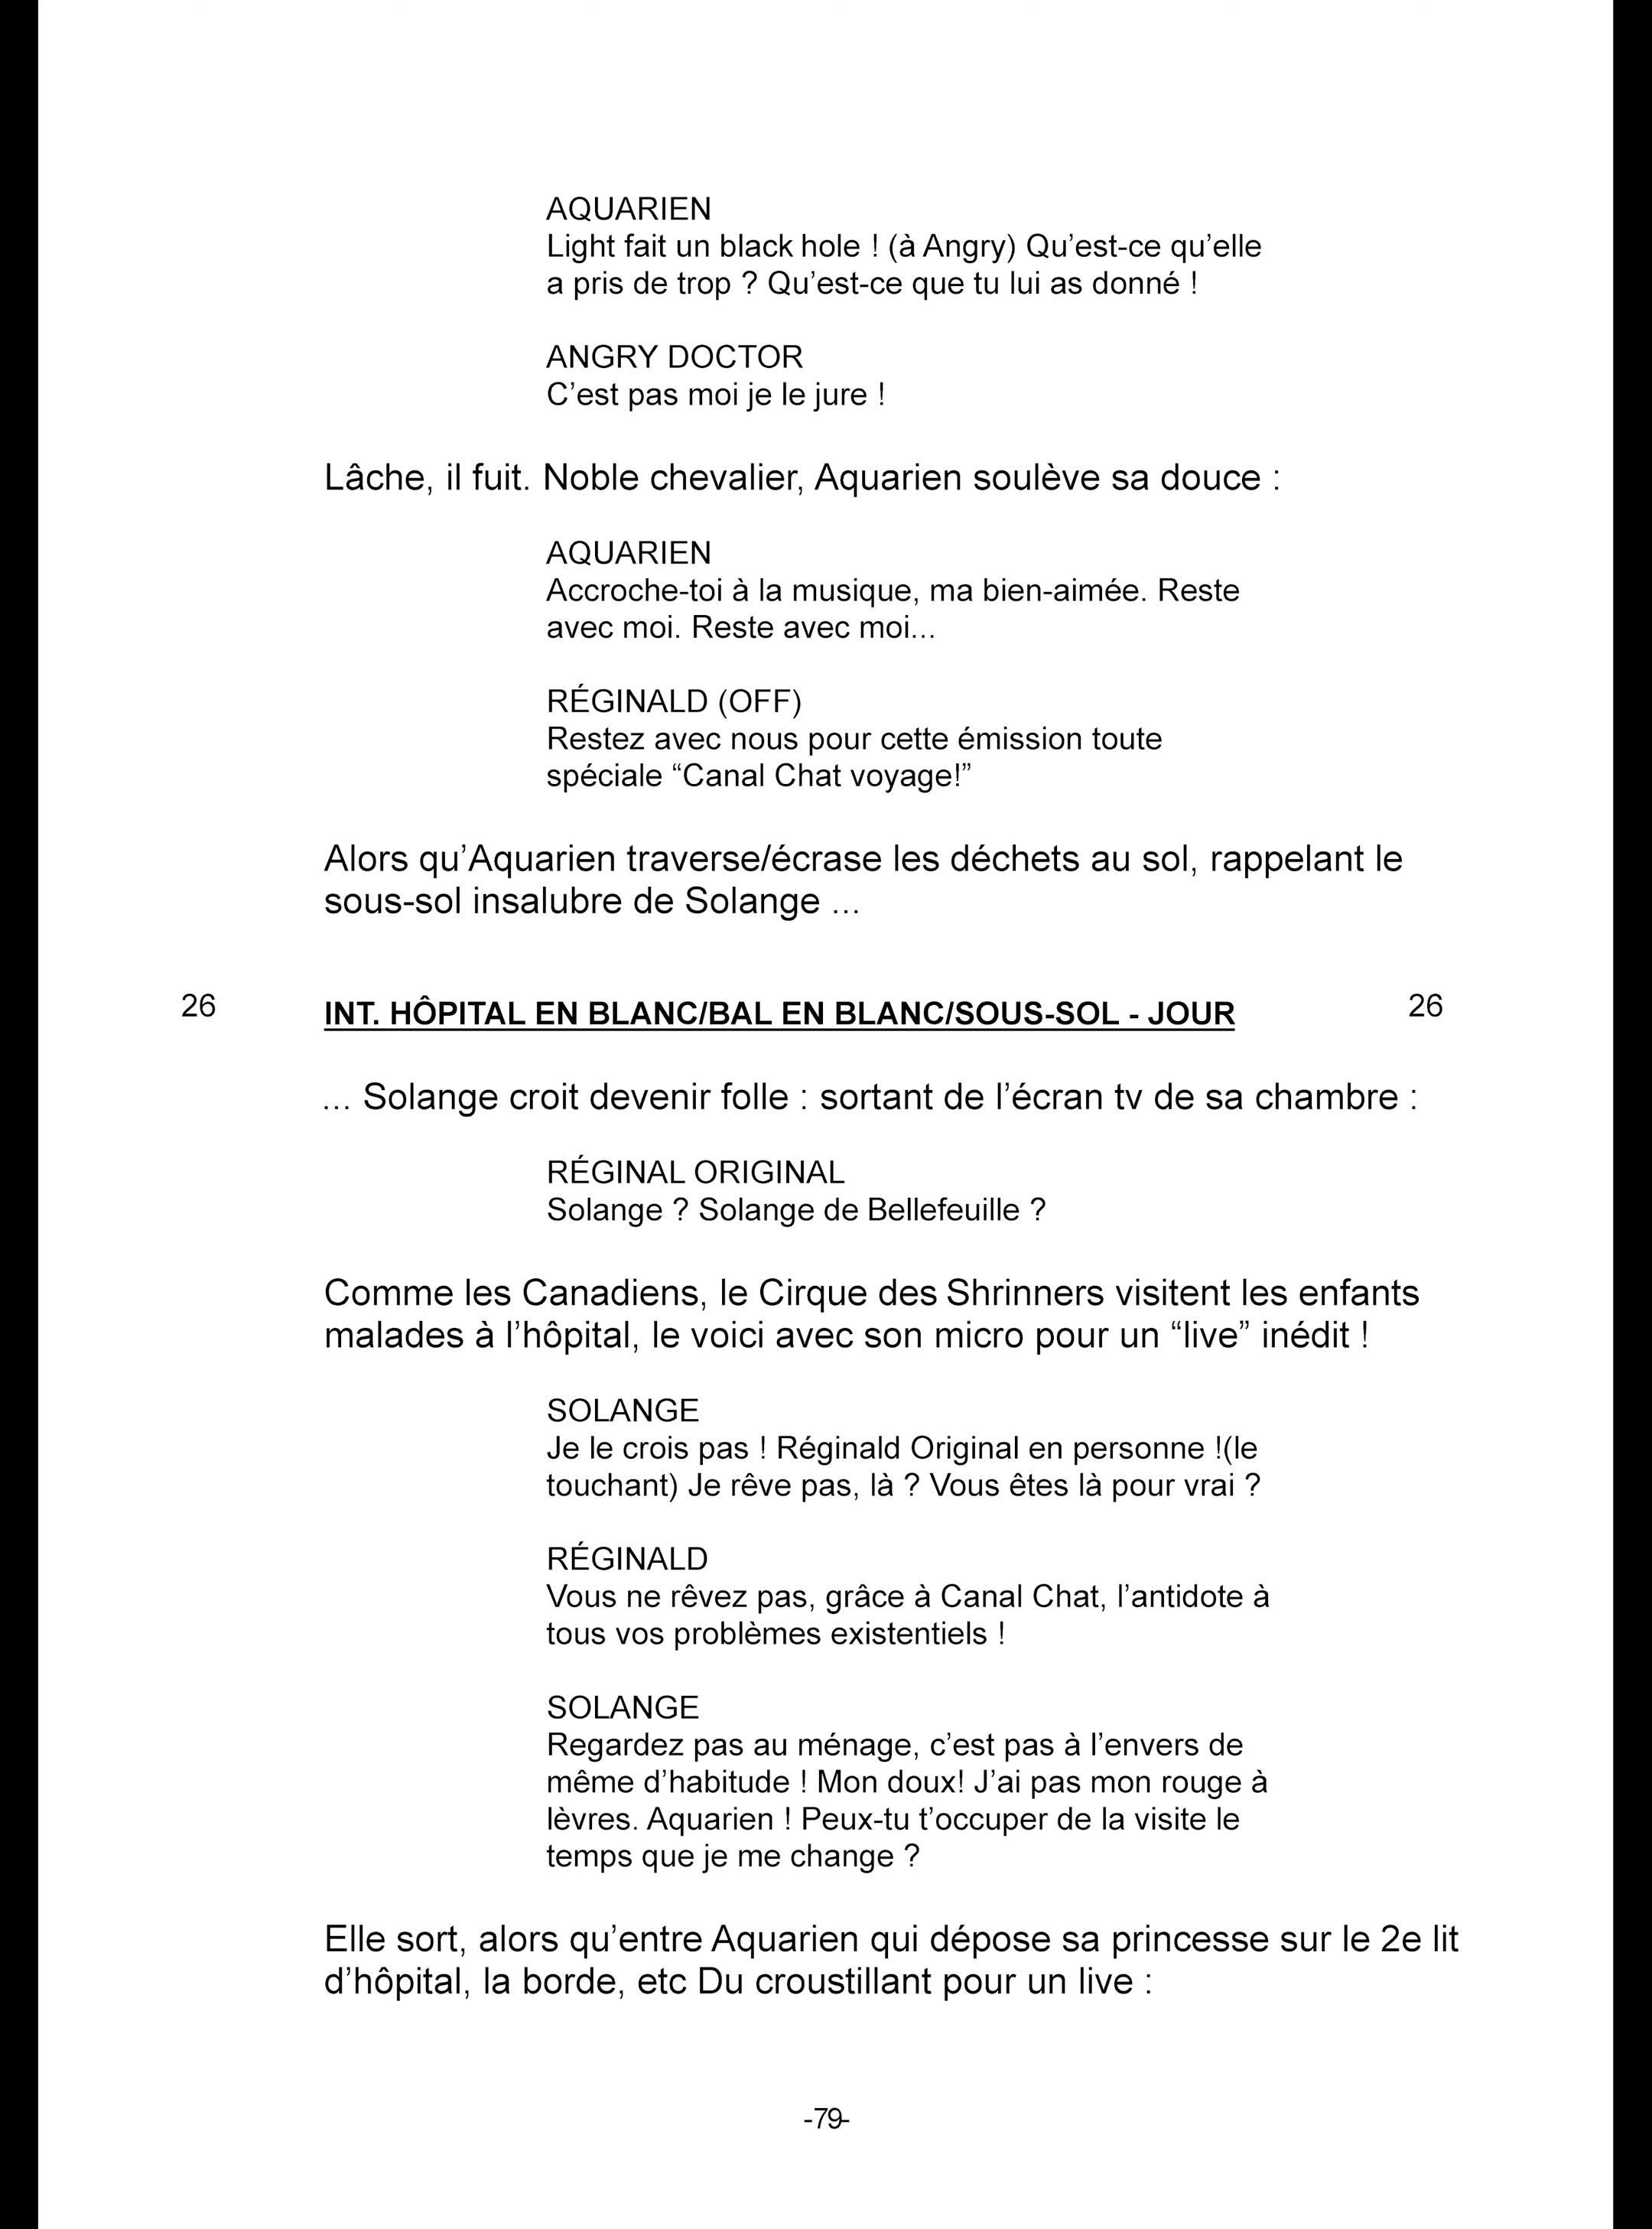 AQUARIEN
Light fait un black hole ! (à Angry) Qu’est-ce qu’elle
a pris de trop ? Qu’est-ce que tu lui as donné !
ANGRY DOCTOR
C’est pas moi je le jure !
Lâche, il fuit. Noble chevalier, Aquarien soulève sa douce :
AQUARIEN
Accroche-toi à la musique, ma bien-aimée. Reste
avec moi. Reste avec moi...
RÉGINALD (OFF)
Restez avec nous pour cette émission toute
spéciale “Canal Chat voyage!”
Alors qu’Aquarien traverse/écrase les déchets au sol, rappelant le
sous-sol insalubre de Solange ...
26 INT. HÔPITAL EN BLANC/BAL EN BLANC/SOUS-SOL - JOUR 26
... Solange croit devenir folle : sortant de l’écran tv de sa chambre :
RÉGINAL ORIGINAL
Solange ? Solange de Bellefeuille ?
Comme les Canadiens, le Cirque des Shrinners visitent les enfants
malades à l’hôpital, le voici avec son micro pour un “live” inédit !
SOLANGE
Je le crois pas ! Réginald Original en personne !(le
touchant) Je rêve pas, là ? Vous êtes là pour vrai ?
RÉGINALD
Vous ne rêvez pas, grâce à Canal Chat, l’antidote à
tous vos problèmes existentiels !
SOLANGE
Regardez pas au ménage, c’est pas à l’envers de
même d’habitude ! Mon doux! J’ai pas mon rouge à
lèvres. Aquarien ! Peux-tu t’occuper de la visite le
temps que je me change ?
Elle sort, alors qu’entre Aquarien qui dépose sa princesse sur le 2e lit
d’hôpital, la borde, etc Du croustillant pour un live :
-79-